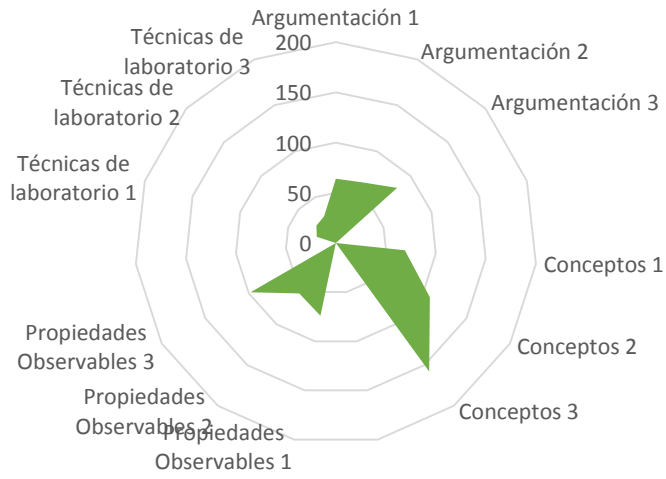 Argumentación 1
Argumentación 2
Argumentación 3
Conceptos 1
Conceptos 2
Conceptos 3
Propiedades
Observables 1
Propiedades
Observables 2
Propiedades
Observables 3
Técnicas de
laboratorio 1
Técnicas de
laboratorio 2
Técnicas de
laboratorio 3
200
150
100
50
0